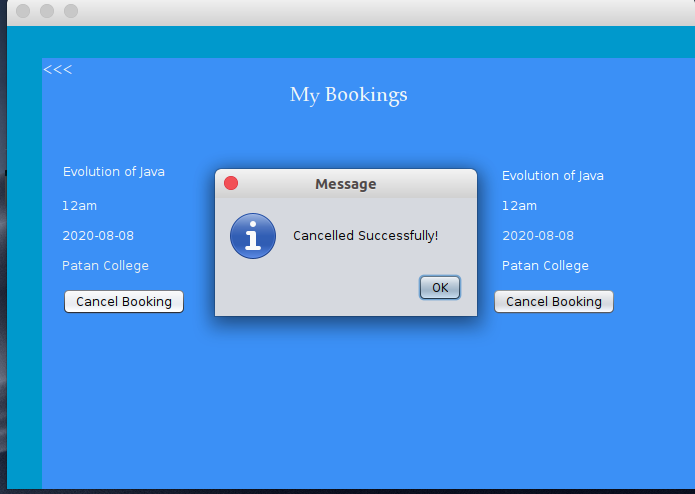 <<<
My Bookings
Evolution of Java
12am
2020-08-08
Patan College
Cancel Booking
Message
Cancelled Successfully!
OK
Evolution of Java
12am
2020-08-08
Patan College
Cancel Booking